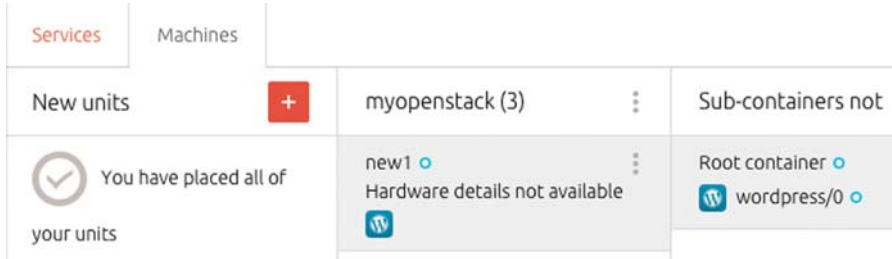 Services
Machines
New units
+
myopenstack (3)
Sub-containers not
You have placed all of
your units
new1
Hardware details not available
Root container
wordpress/0